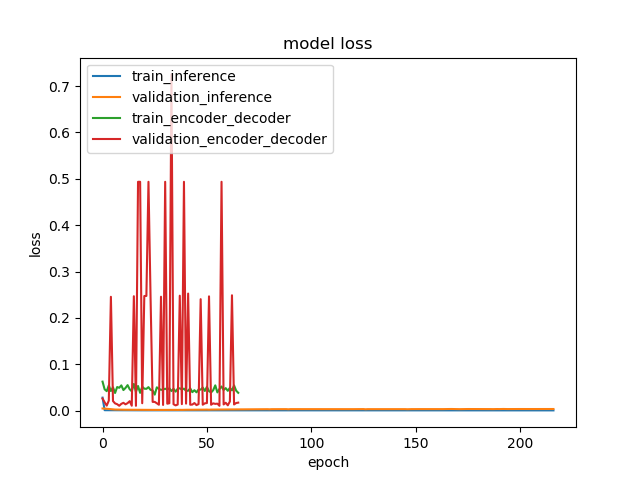 model loss
train_inference
validation_inference
train_encoder_decoder
validation_encoder_decoder
loss
0.7
0.6
0.5
0.4
0.3
0.2
0.1
0.0
0
50
100
150
200
epoch